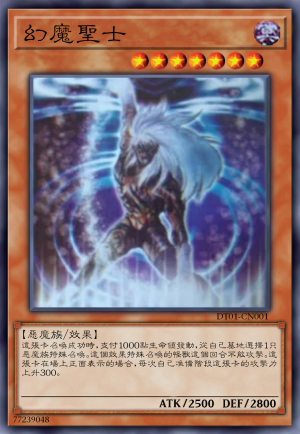 幻魔聖士
DT01-CN001
[惡魔族/效果]
這張卡召喚成功時,支付1000點生命值發動,從自己墓地選擇1只
惡魔族特殊召喚。這個效果特殊召喚的怪獸這個回合不能攻擊。這
張卡在場上正面表示的場合,每次自己准備階段這張卡的攻擊力
上升300。
ATK/2500 DEF/2800
77239048